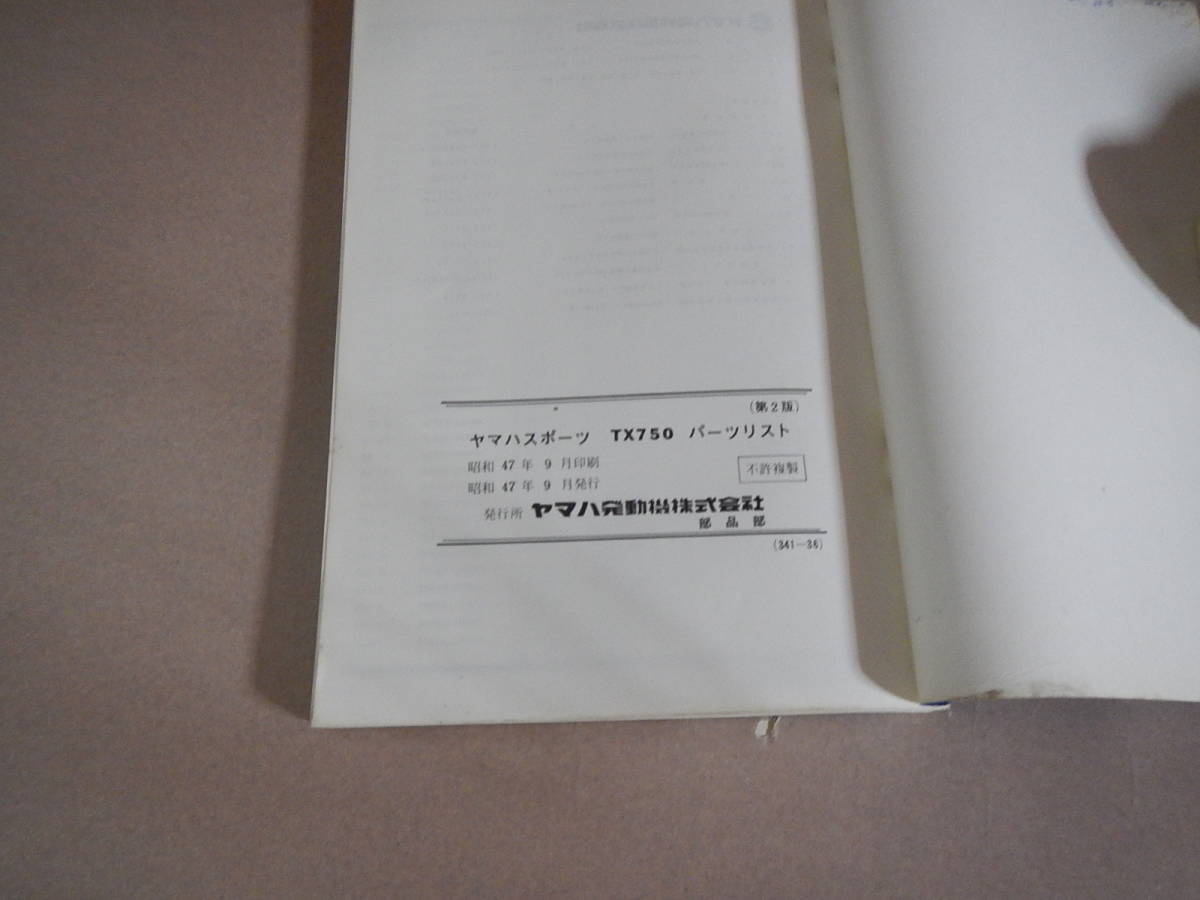 (第2版)
ヤマハスポーツ TX750 パーツリスト
昭和 47 年 9 月印刷
昭和 47 年 9 月発行
不許複製
発行所 ヤマハ発動機株式会社
部品部
(341-36)